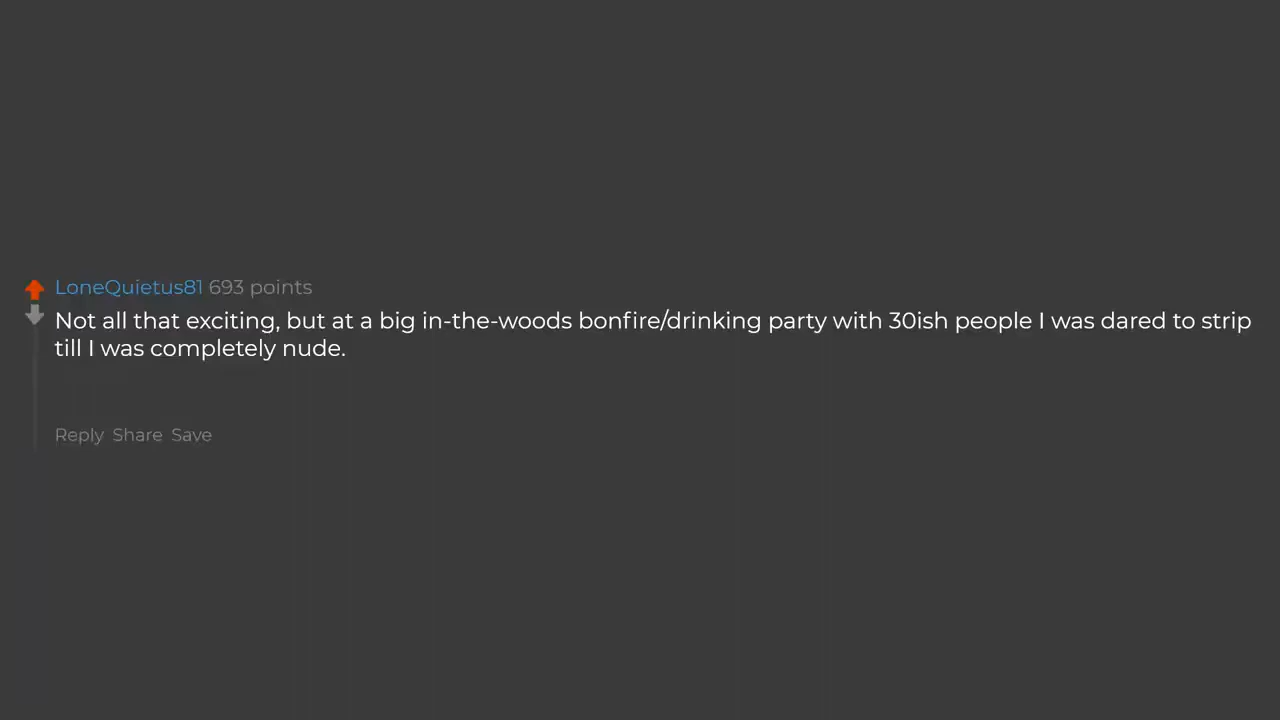 LoneQuietus81 693 points
Not all that exciting, but at a big in-the-woods bonfire/drinking party with 30ish people I was dared to strip
till I was completely nude.
Reply Share Save